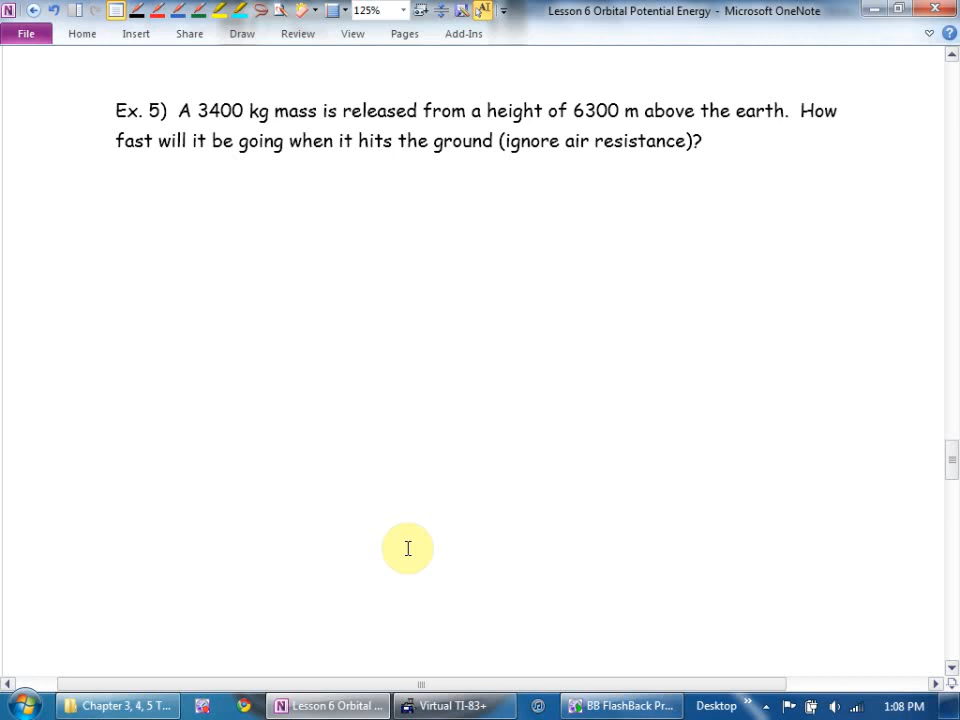 125%
Lesson 6 Orbital Potential Energy - Microsoft OneNote
File Home Insert Share Draw Review View Pages Add-Ins
Ex. 5) A 3400 kg mass is released from a height of 6300 m above the earth. How
fast will it be going when it hits the ground (ignore air resistance)?
Chapter 3, 4, 5 T... Lesson 6 Orbital ... Virtual TI-83+ BB FlashBack Pr... Desktop 1:08 PM